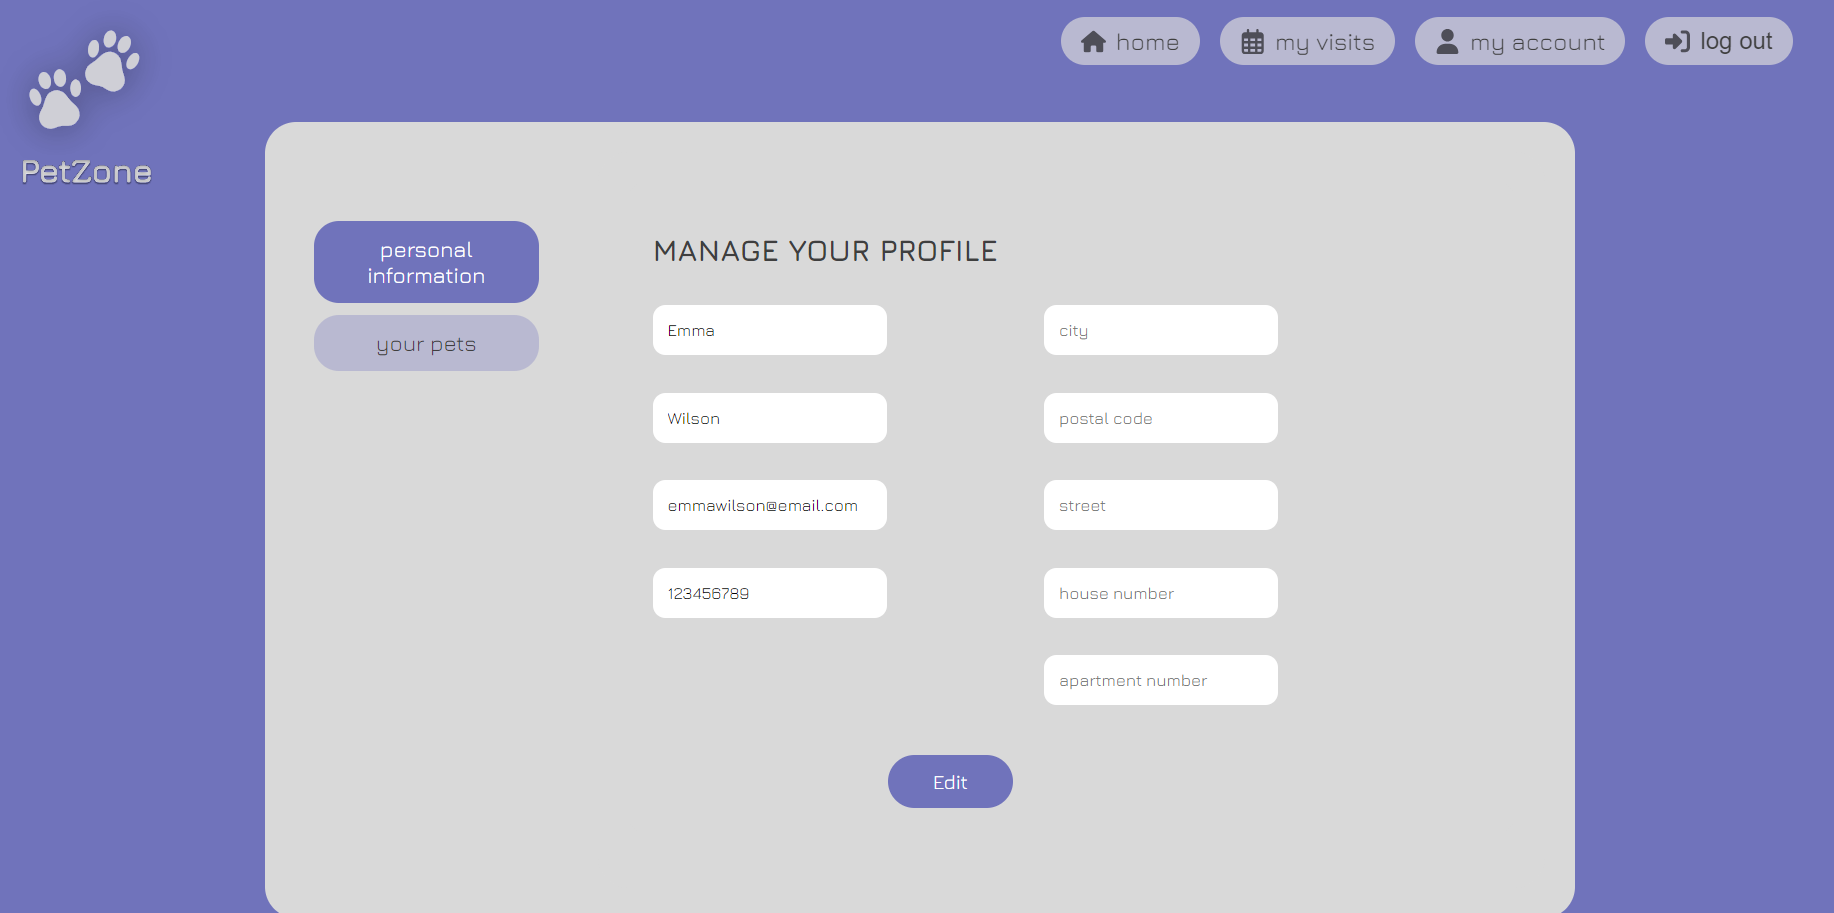 home
my visits
my account
log out
PetZone
personal
information
your pets
MANAGE YOUR PROFILE
Emma
city
Wilson
postal code
emmawilson@email.com
street
123456789
house number
apartment number
Edit